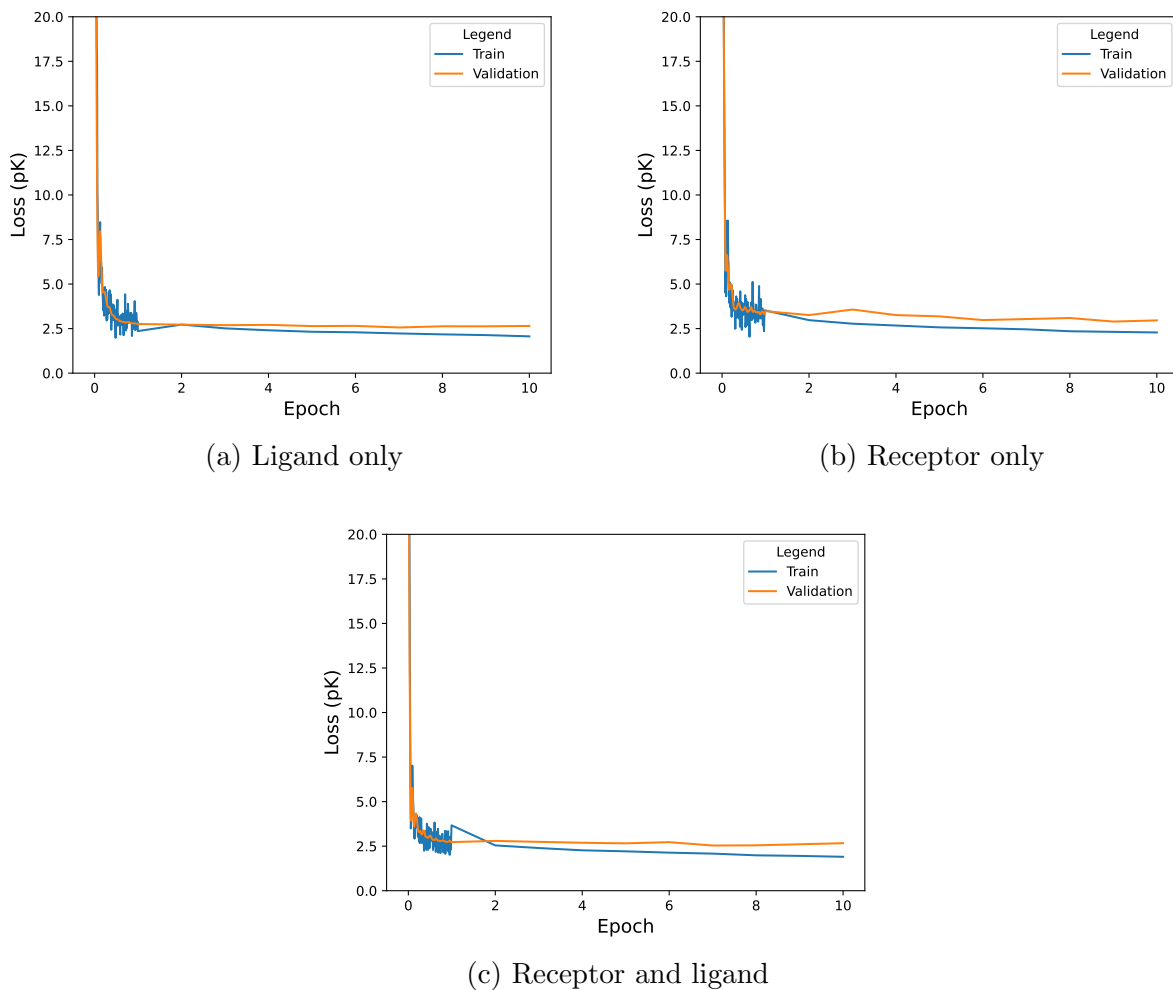 20.0
17.5
15.0
12.5
10.0
7.5
5.0
2.5
0.0
Loss (pK)
0 2 4 6 8 10
Epoch
Legend
Train
Validation
(a) Ligand only
20.0
17.5
15.0
12.5
10.0
7.5
5.0
2.5
0.0
Loss (pK)
0 2 4 6 8 10
Epoch
Legend
Train
Validation
(b) Receptor only
20.0
17.5
15.0
12.5
10.0
7.5
5.0
2.5
0.0
Loss (pK)
0 2 4 6 8 10
Epoch
Legend
Train
Validation
(c) Receptor and ligand